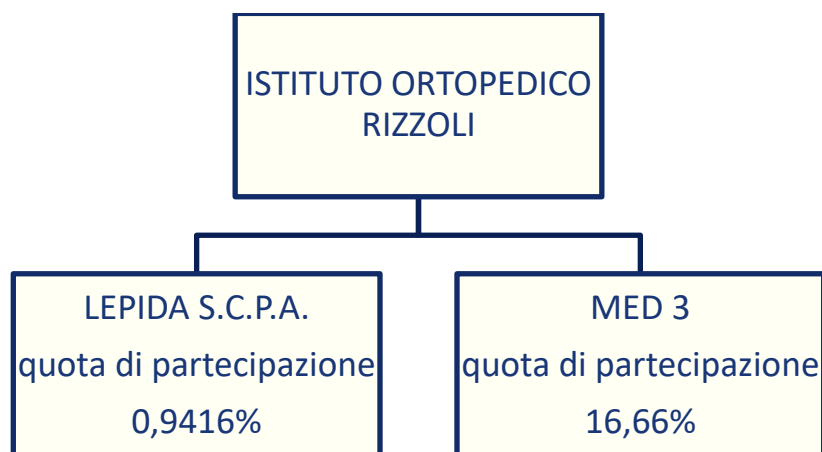 ISTITUTO ORTOPEDICO
RIZZOLI
LEPIDA S.C.P.A.
quota di partecipazione
0,9416%
MED 3
quota di partecipazione
16,66%